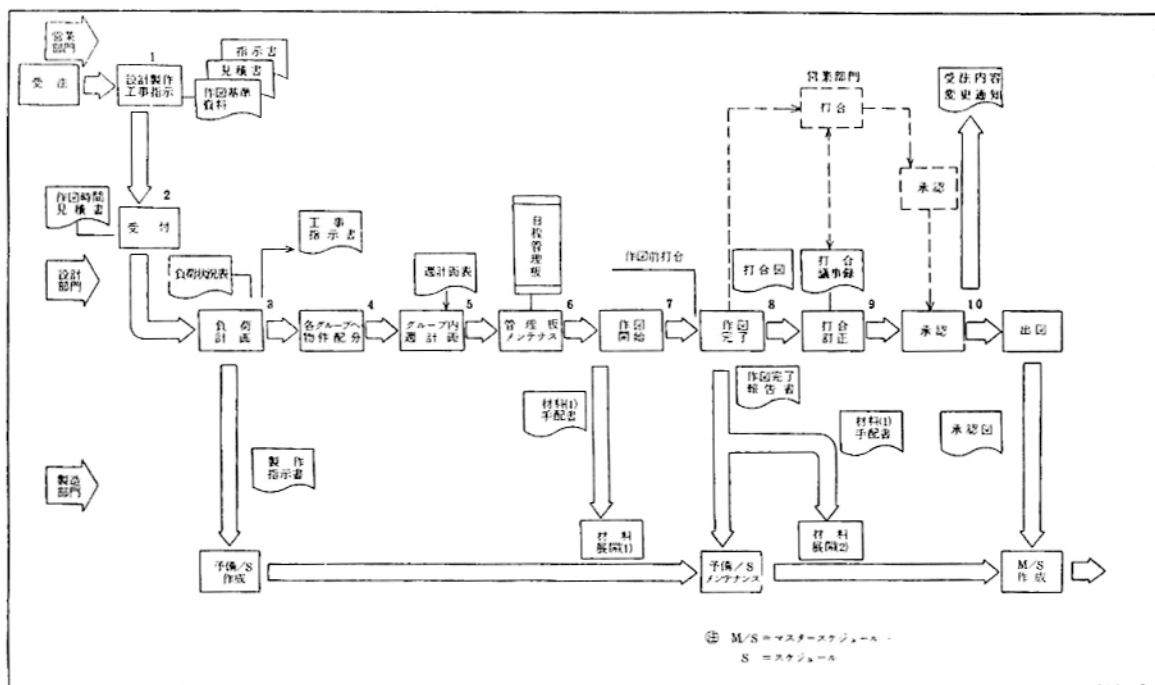 営業
部門
受注
1
設計製作
工事指示
指示書
見積書
作図基準
資料
営業部門
打合
受注内容
変更通知
承認
作図時間
見積書
2
受付
工事
指示書
日程管理板
設計
部門
負荷状況表
週計画表
作図前打合
打合図
打合
議事録
3
負荷
計画
4
各グループへ
物件配分
5
グループ内
週計画
6
管理板
メンテナス
7
作図
開始
8
作図
完了
9
打合
訂正
10
承認
出図
材料(1)
手配書
作図完了
報告書
材料(1)
手配書
承認図
製造
部門
製作
指示書
材料
展開(1)
材料
展開(2)
予備/S
作成
予備/S
メンテナンス
M/S
作成
注 M/S=マスタースケジュール
S =スケジュール